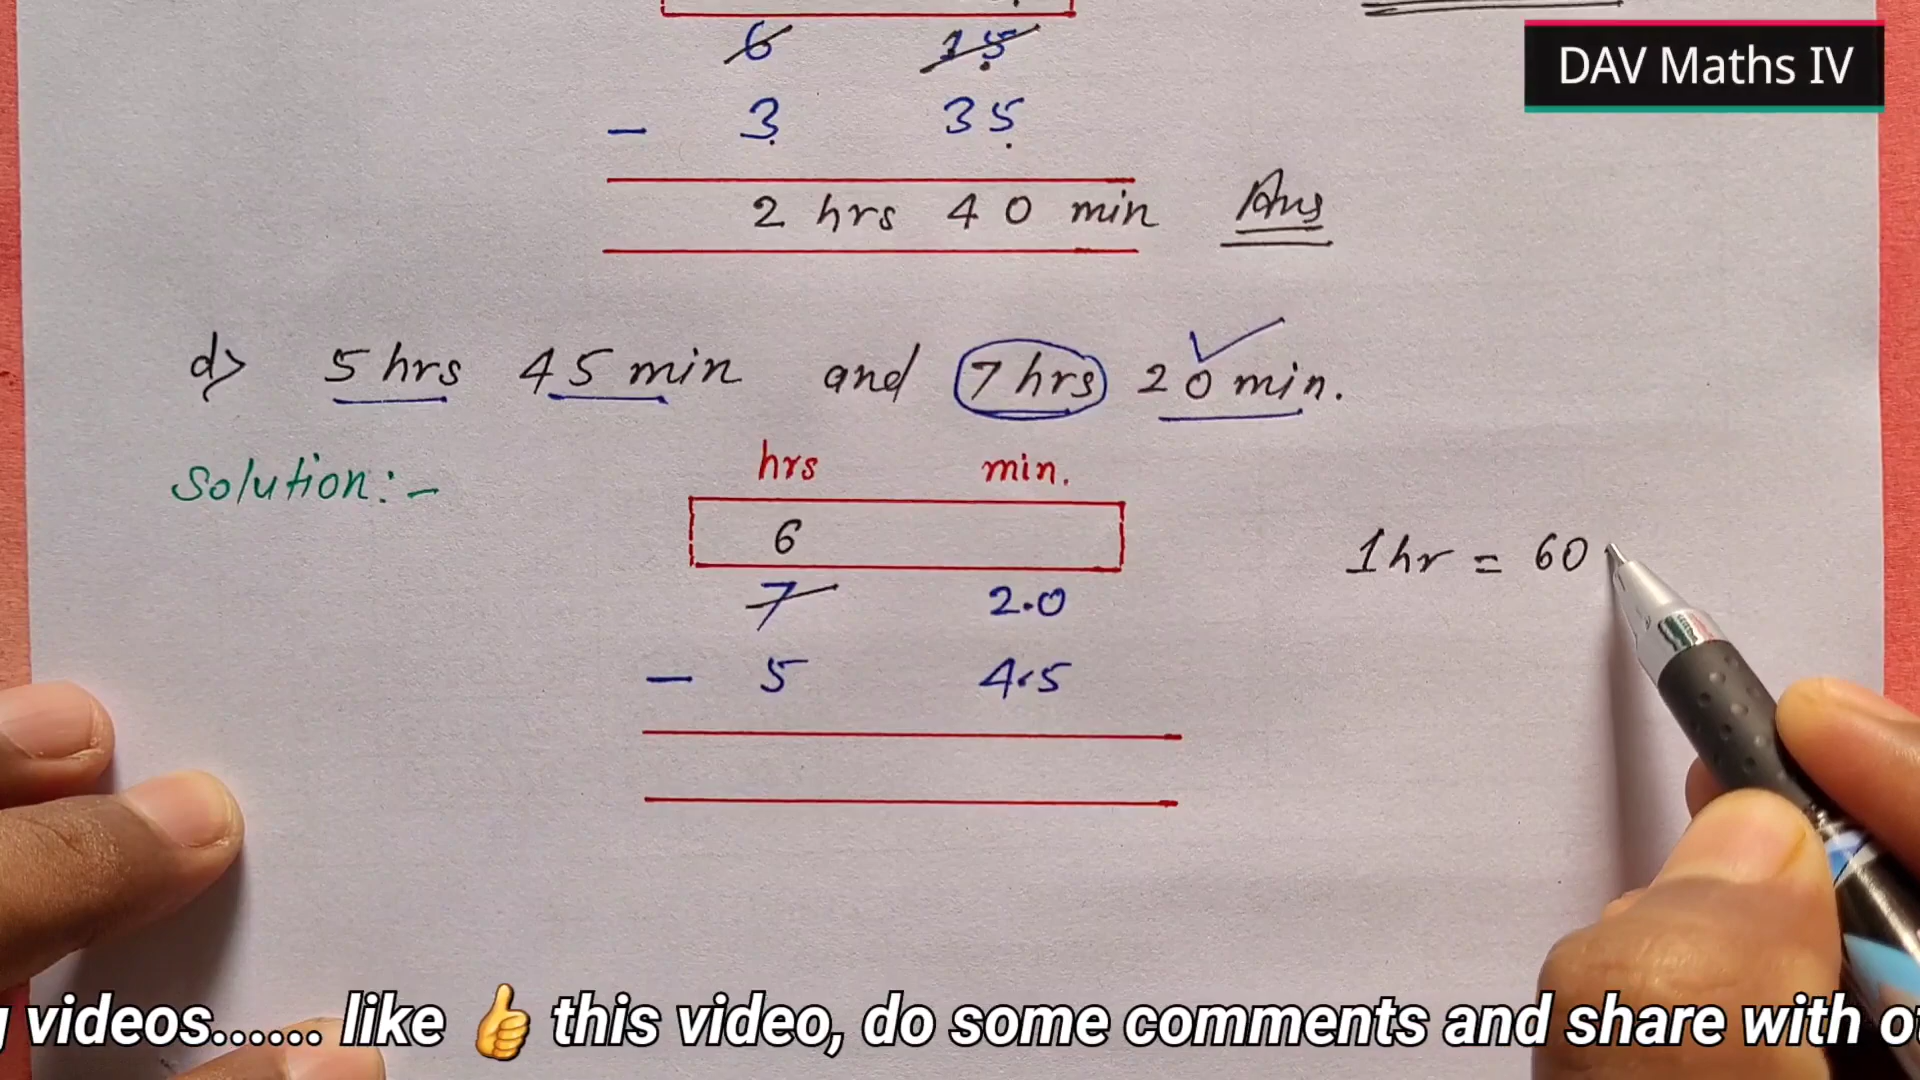 DAV Maths IV
6 15
- 3 35
2 hrs 40 min Ans
d> 5 hrs 45 min and 7 hrs 20 min.
Solution:-
hrs min.
6
1 hr = 60
7 2.0
- 5 4.5
videos...... like 👍 this video, do some comments and share with